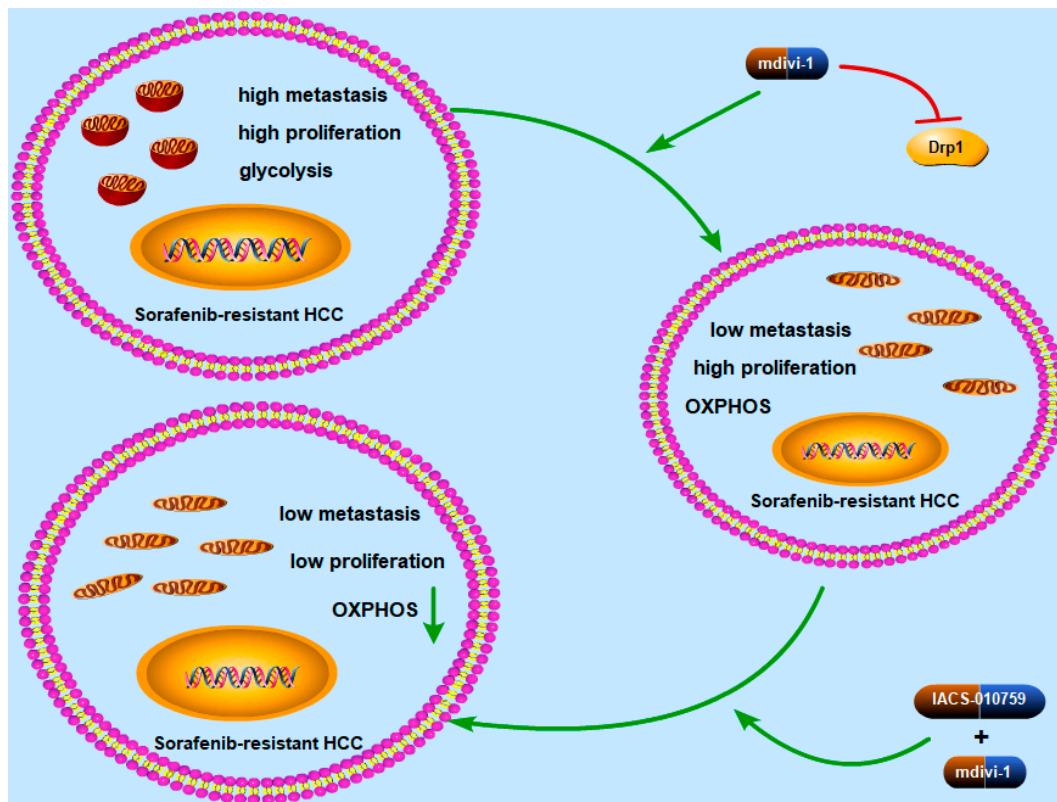 high metastasis
high proliferation
glycolysis
Sorafenib-resistant HCC
mdivi-1
Drp1
low metastasis
high proliferation
OXPHOS
Sorafenib-resistant HCC
low metastasis
low proliferation
OXPHOS
Sorafenib-resistant HCC
IACS-010759
+
mdivi-1